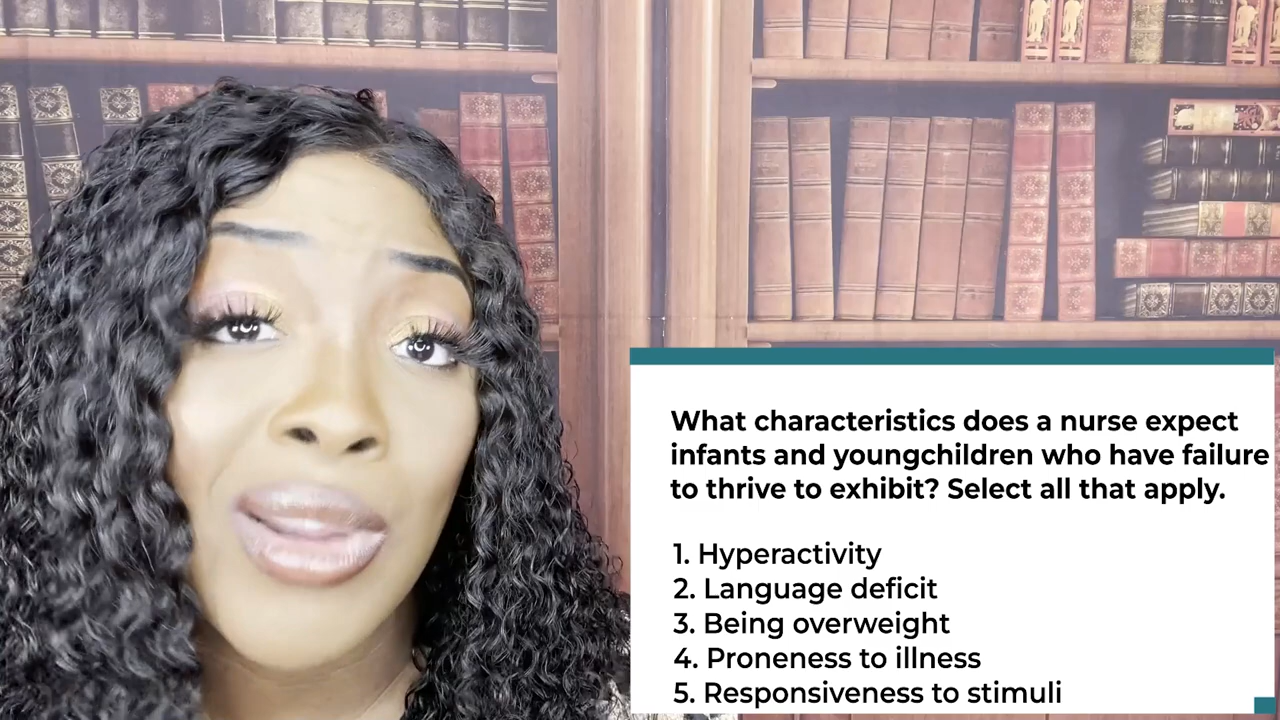 What characteristics does a nurse expect
infants and youngchildren who have failure
to thrive to exhibit? Select all that apply.
1. Hyperactivity
2. Language deficit
3. Being overweight
4. Proneness to illness
5. Responsiveness to stimuli